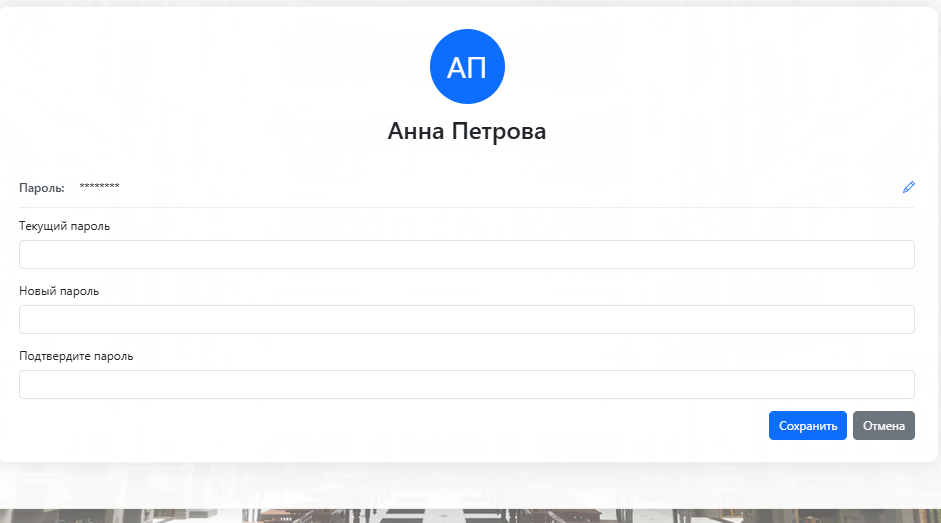 АП
Анна Петрова
Пароль: ********
Текущий пароль
Новый пароль
Подтвердите пароль
Сохранить Отмена